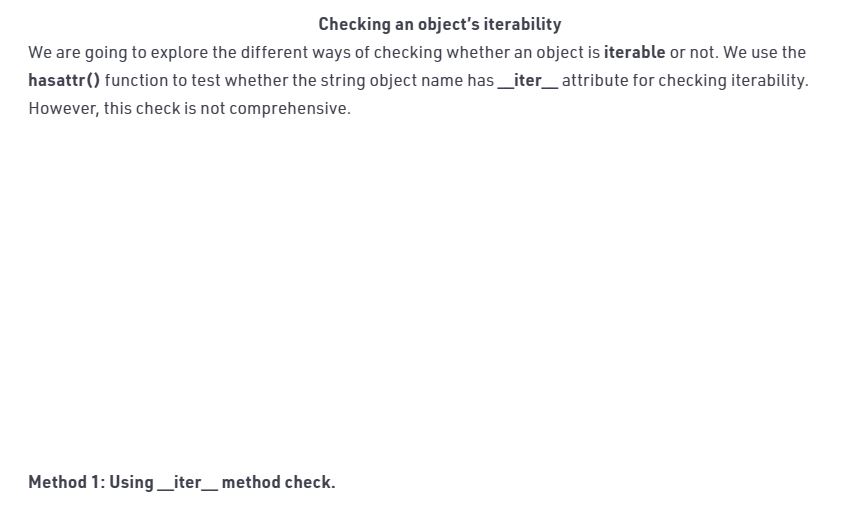 Checking an object's iterability
We are going to explore the different ways of checking whether an object is iterable or not. We use the
hasattr() function to test whether the string object name has __iter__ attribute for checking iterability.
However, this check is not comprehensive.
Method 1: Using __iter__ method check.